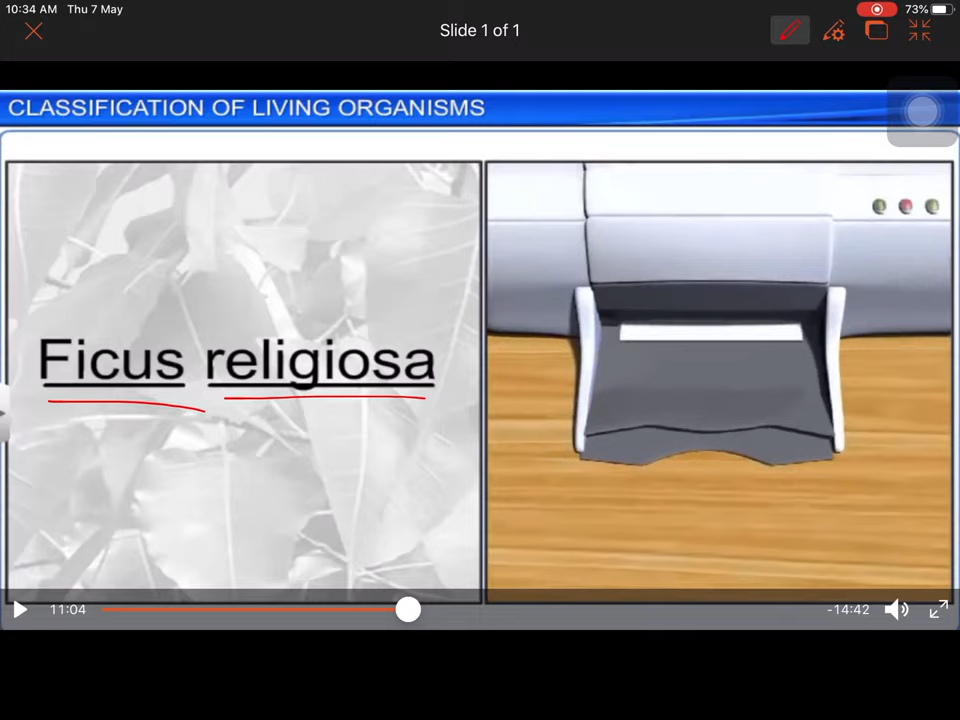 10:34 AM Thu 7 May
73%
Slide 1 of 1
CLASSIFICATION OF LIVING ORGANISMS
Ficus religiosa
11:04
-14:42